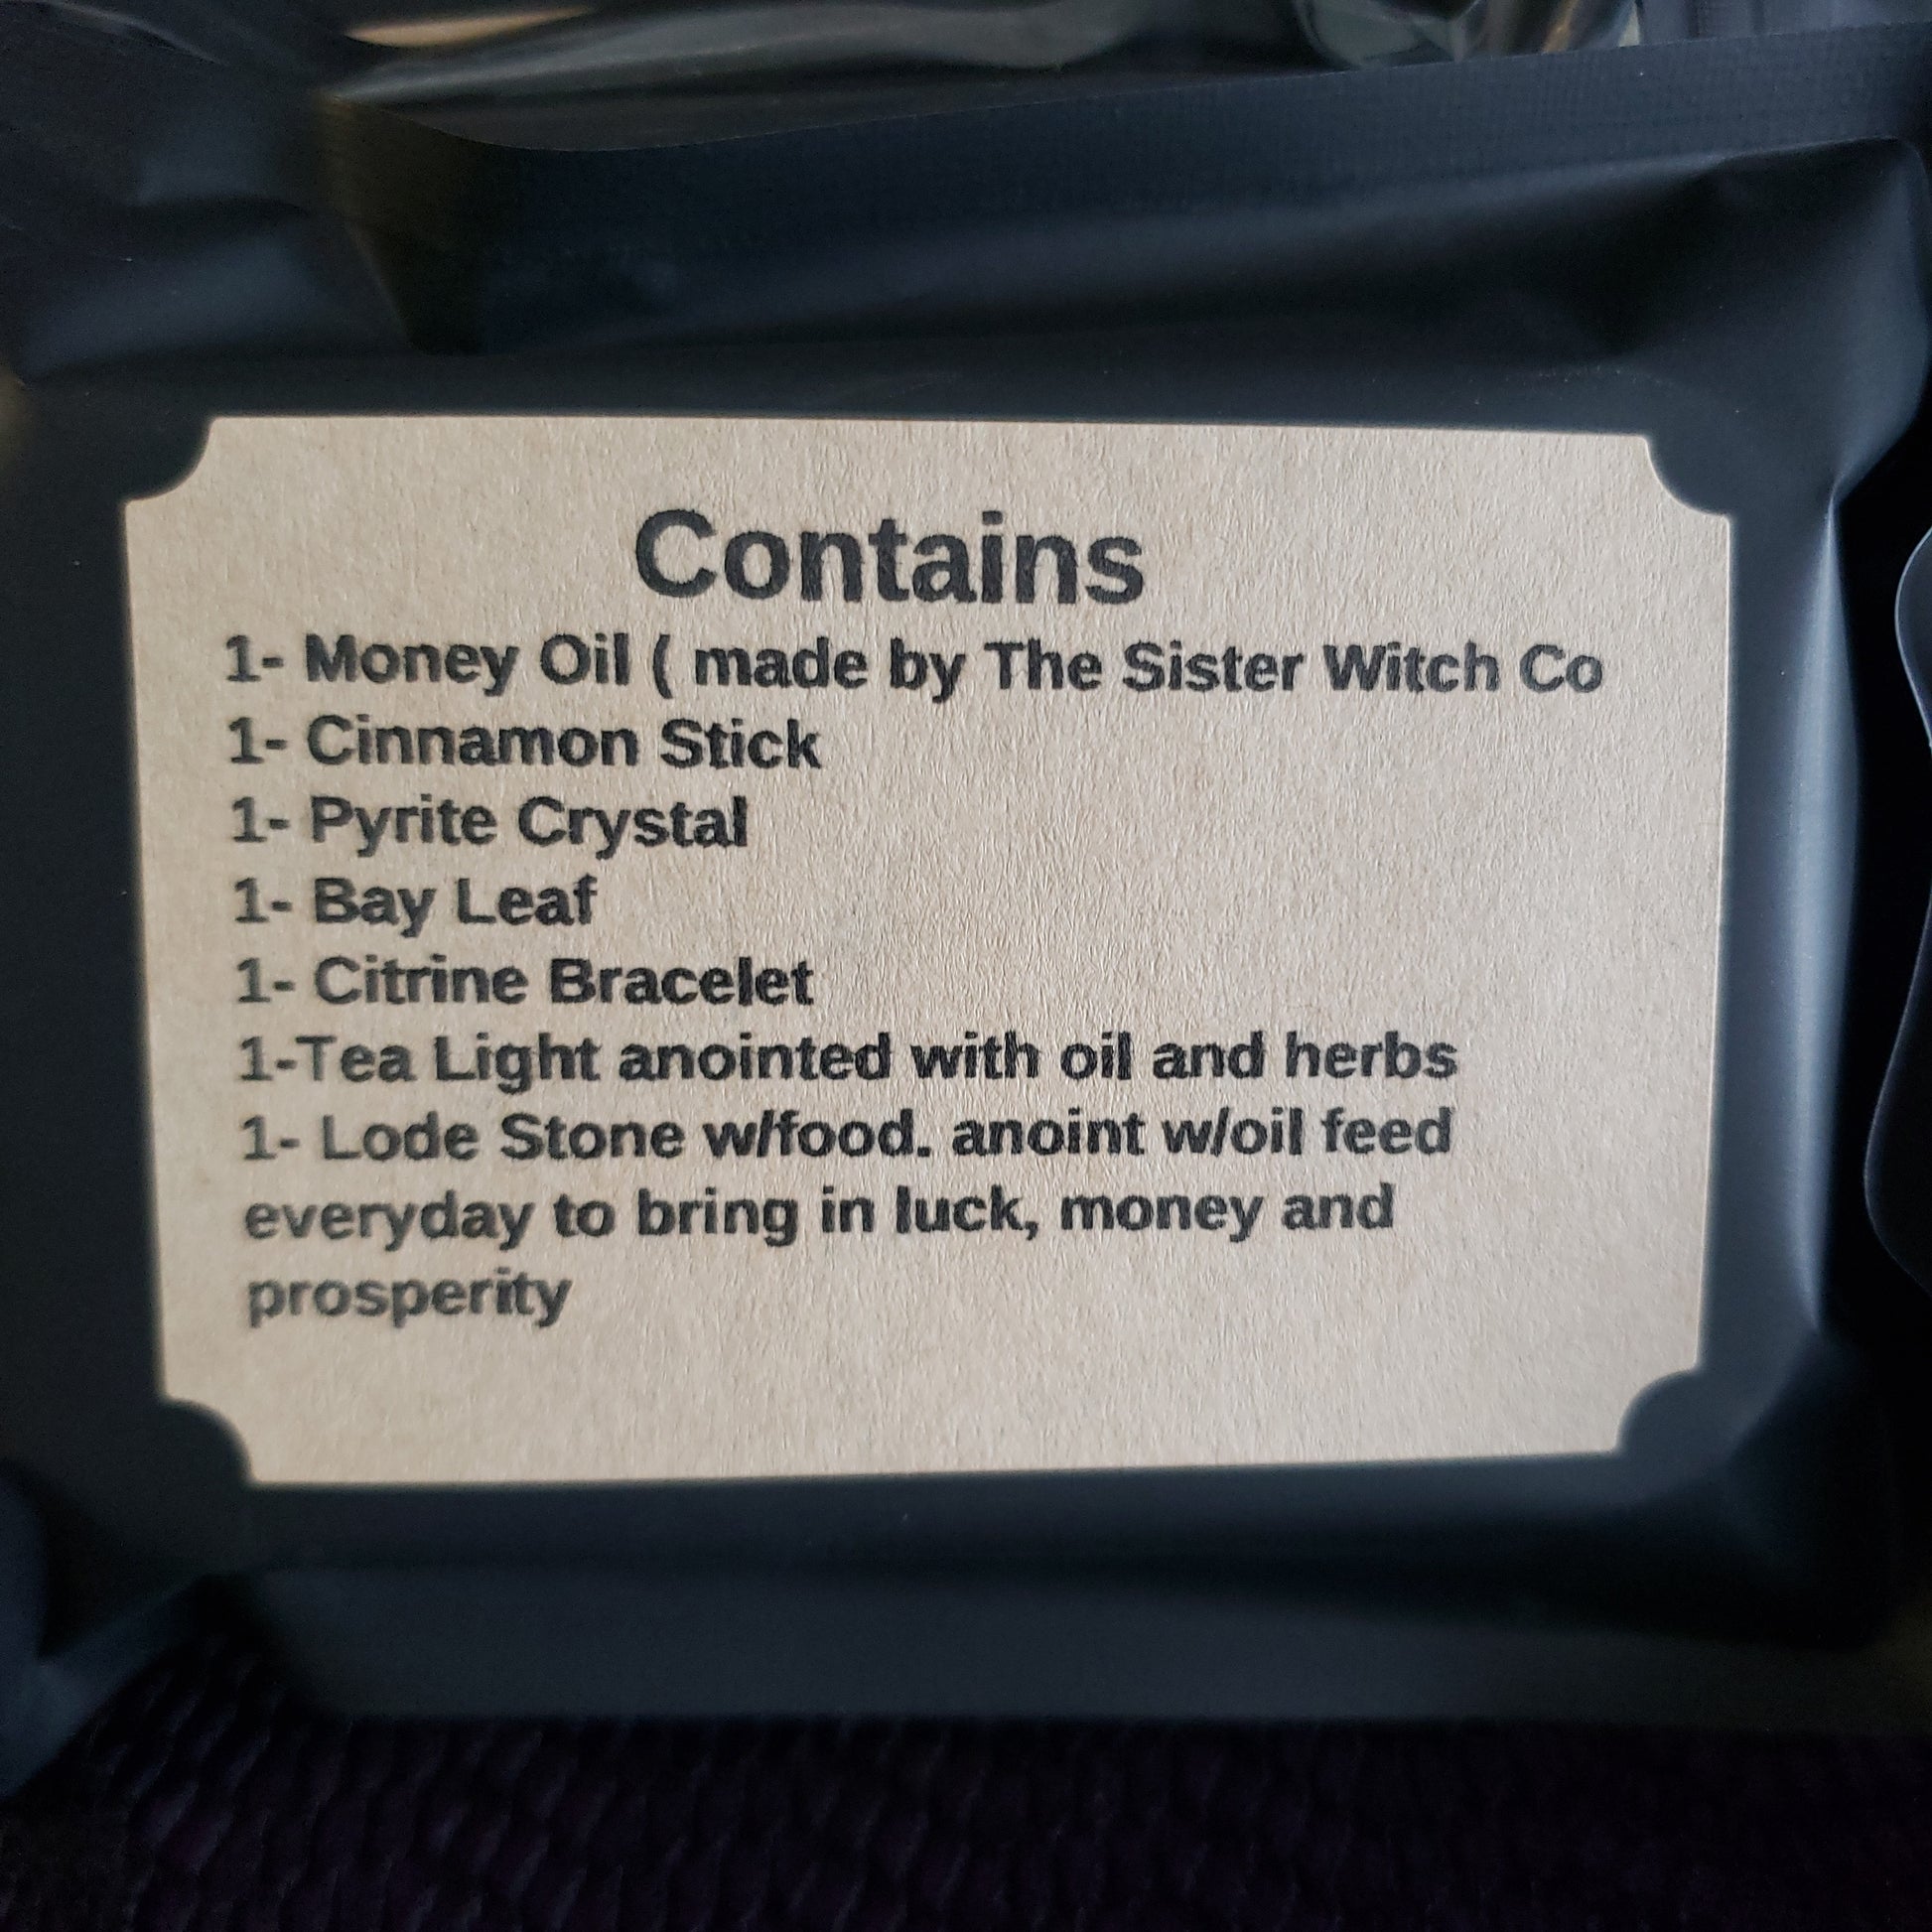 Contains
1- Money Oil ( made by The Sister Witch Co
1- Cinnamon Stick
1- Pyrite Crystal
1- Bay Leaf
1- Citrine Bracelet
1-Tea Light anointed with oil and herbs
1- Lode Stone w/food. anoint w/oil feed
everyday to bring in luck, money and
prosperity